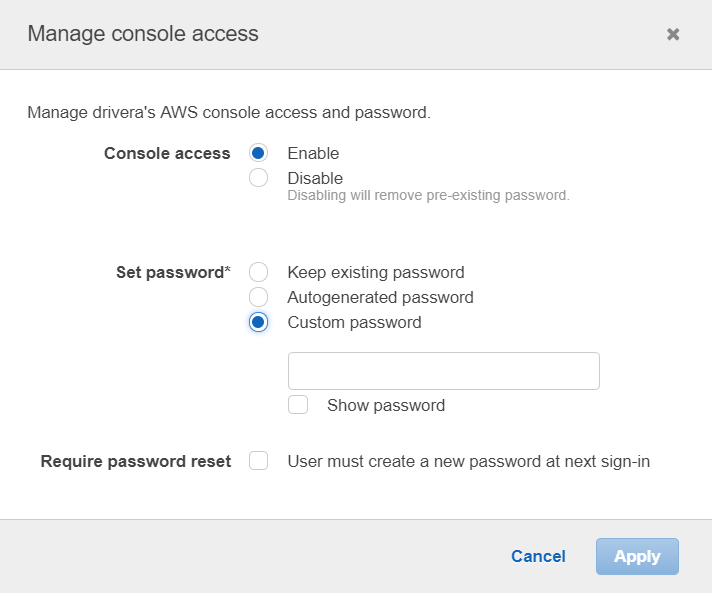 Manage console access
Manage drivera's AWS console access and password.
Console access
Enable
Disable
Disabling will remove pre-existing password.
Set password*
Keep existing password
Autogenerated password
Custom password
Show password
Require password reset
User must create a new password at next sign-in
Cancel
Apply